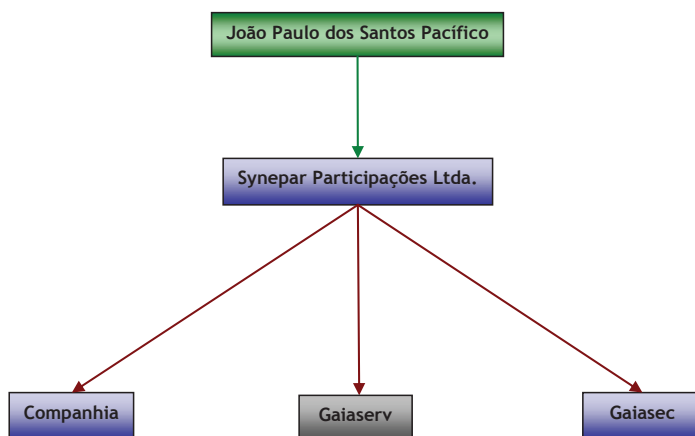 João Paulo dos Santos Pacífico
Synepar Participações Ltda.
Companhia
Gaiaserv
Gaiasec